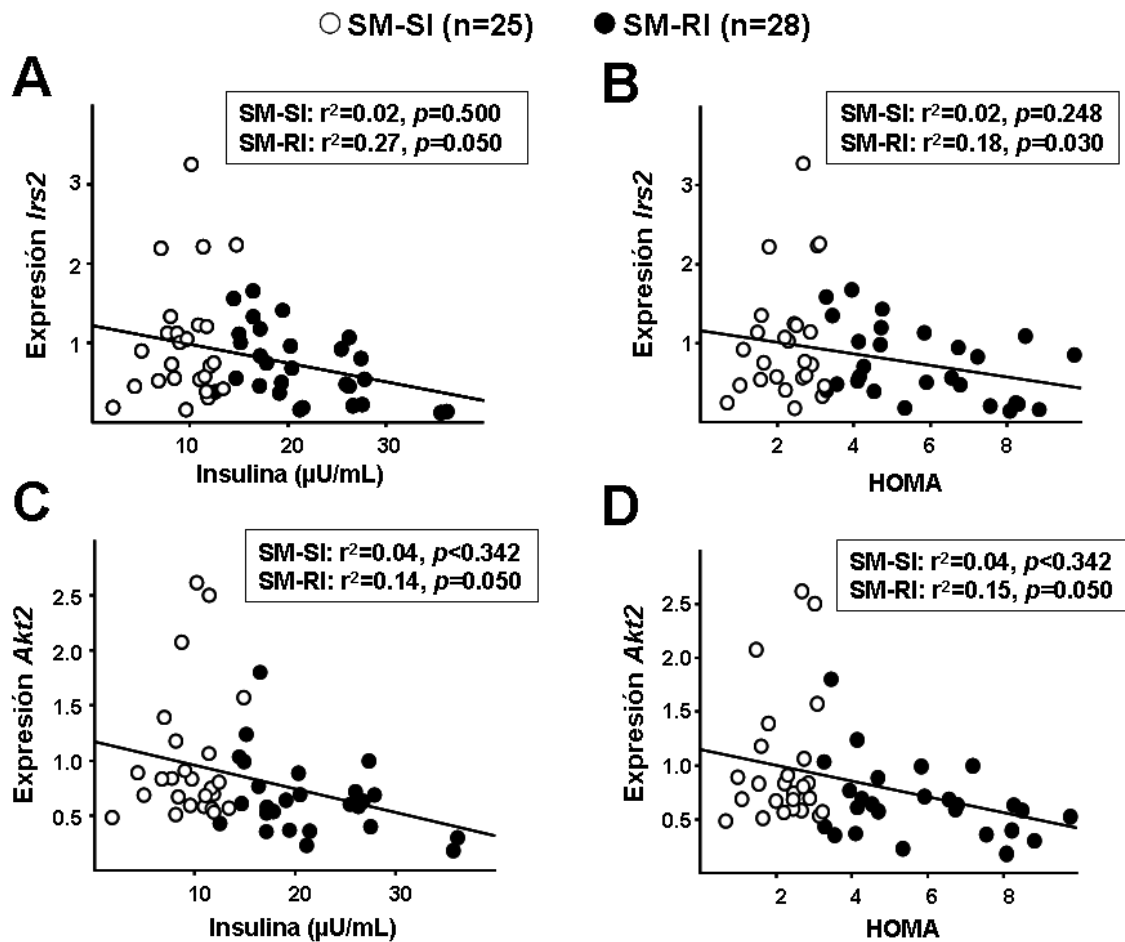 SM-SI (n=25) SM-RI (n=28)
A
SM-SI: r²=0.02, p=0.500
SM-RI: r²=0.27, p=0.050
Expresión Irs2
3
2
1
10 20 30
Insulina (µU/mL)
B
SM-SI: r²=0.02, p=0.248
SM-RI: r²=0.18, p=0.030
Expresión Irs2
3
2
1
2 4 6 8
HOMA
C
SM-SI: r²=0.04, p<0.342
SM-RI: r²=0.14, p=0.050
Expresión Akt2
2.5
2.0
1.5
1.0
0.5
10 20 30
Insulina (µU/mL)
D
SM-SI: r²=0.04, p<0.342
SM-RI: r²=0.15, p=0.050
Expresión Akt2
2.5
2.0
1.5
1.0
0.5
2 4 6 8
HOMA